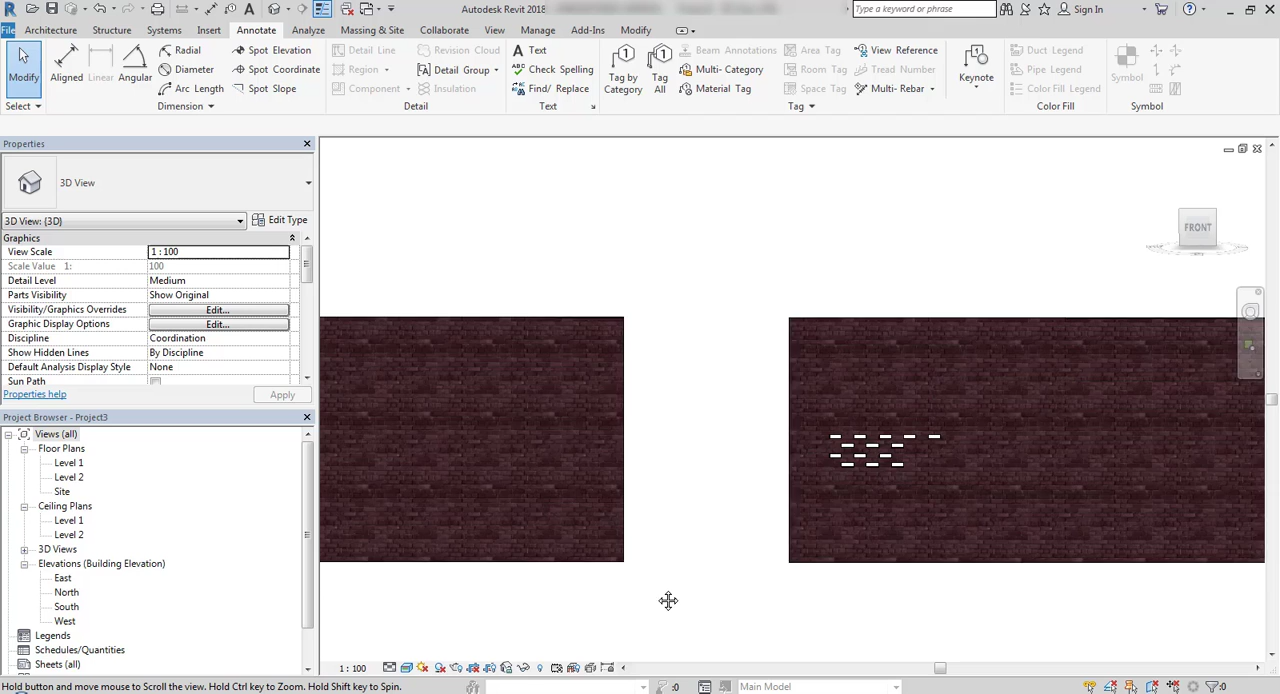 Autodesk Revit 2018
Type a keyword or phrase
Sign In
File Architecture Structure Systems Insert Annotate Analyze Massing & Site Collaborate View Manage Add-Ins Modify
Modify Aligned Linear Angular
Radial
Diameter
Arc Length
Spot Elevation
Spot Coordinate
Spot Slope
Detail Line
Region
Component
Revision Cloud
Detail Group
Insulation
Text
Check Spelling
Find/ Replace
Tag by Category
Tag All
Beam Annotations
Multi- Category
Material Tag
Area Tag
Room Tag
Space Tag
View Reference
Tread Number
Multi- Rebar
Keynote
Duct Legend
Pipe Legend
Color Fill Legend
Symbol
Select Dimension Detail Text Tag Color Fill Symbol
Properties
3D View
3D View: {3D} Edit Type
Graphics
View Scale 1 : 100
Scale Value 1: 100
Detail Level Medium
Parts Visibility Show Original
Visibility/Graphics Overrides Edit...
Graphic Display Options Edit...
Discipline Coordination
Show Hidden Lines By Discipline
Default Analysis Display Style None
Sun Path
Properties help Apply
Project Browser - Project3
Views (all)
Floor Plans
Level 1
Level 2
Site
Ceiling Plans
Level 1
Level 2
3D Views
Elevations (Building Elevation)
East
North
South
West
Legends
Schedules/Quantities
Sheets (all)
FRONT
1 : 100
Hold button and move mouse to Scroll the view. Hold Ctrl key to Zoom. Hold Shift key to Spin.
:0
Main Model
:0